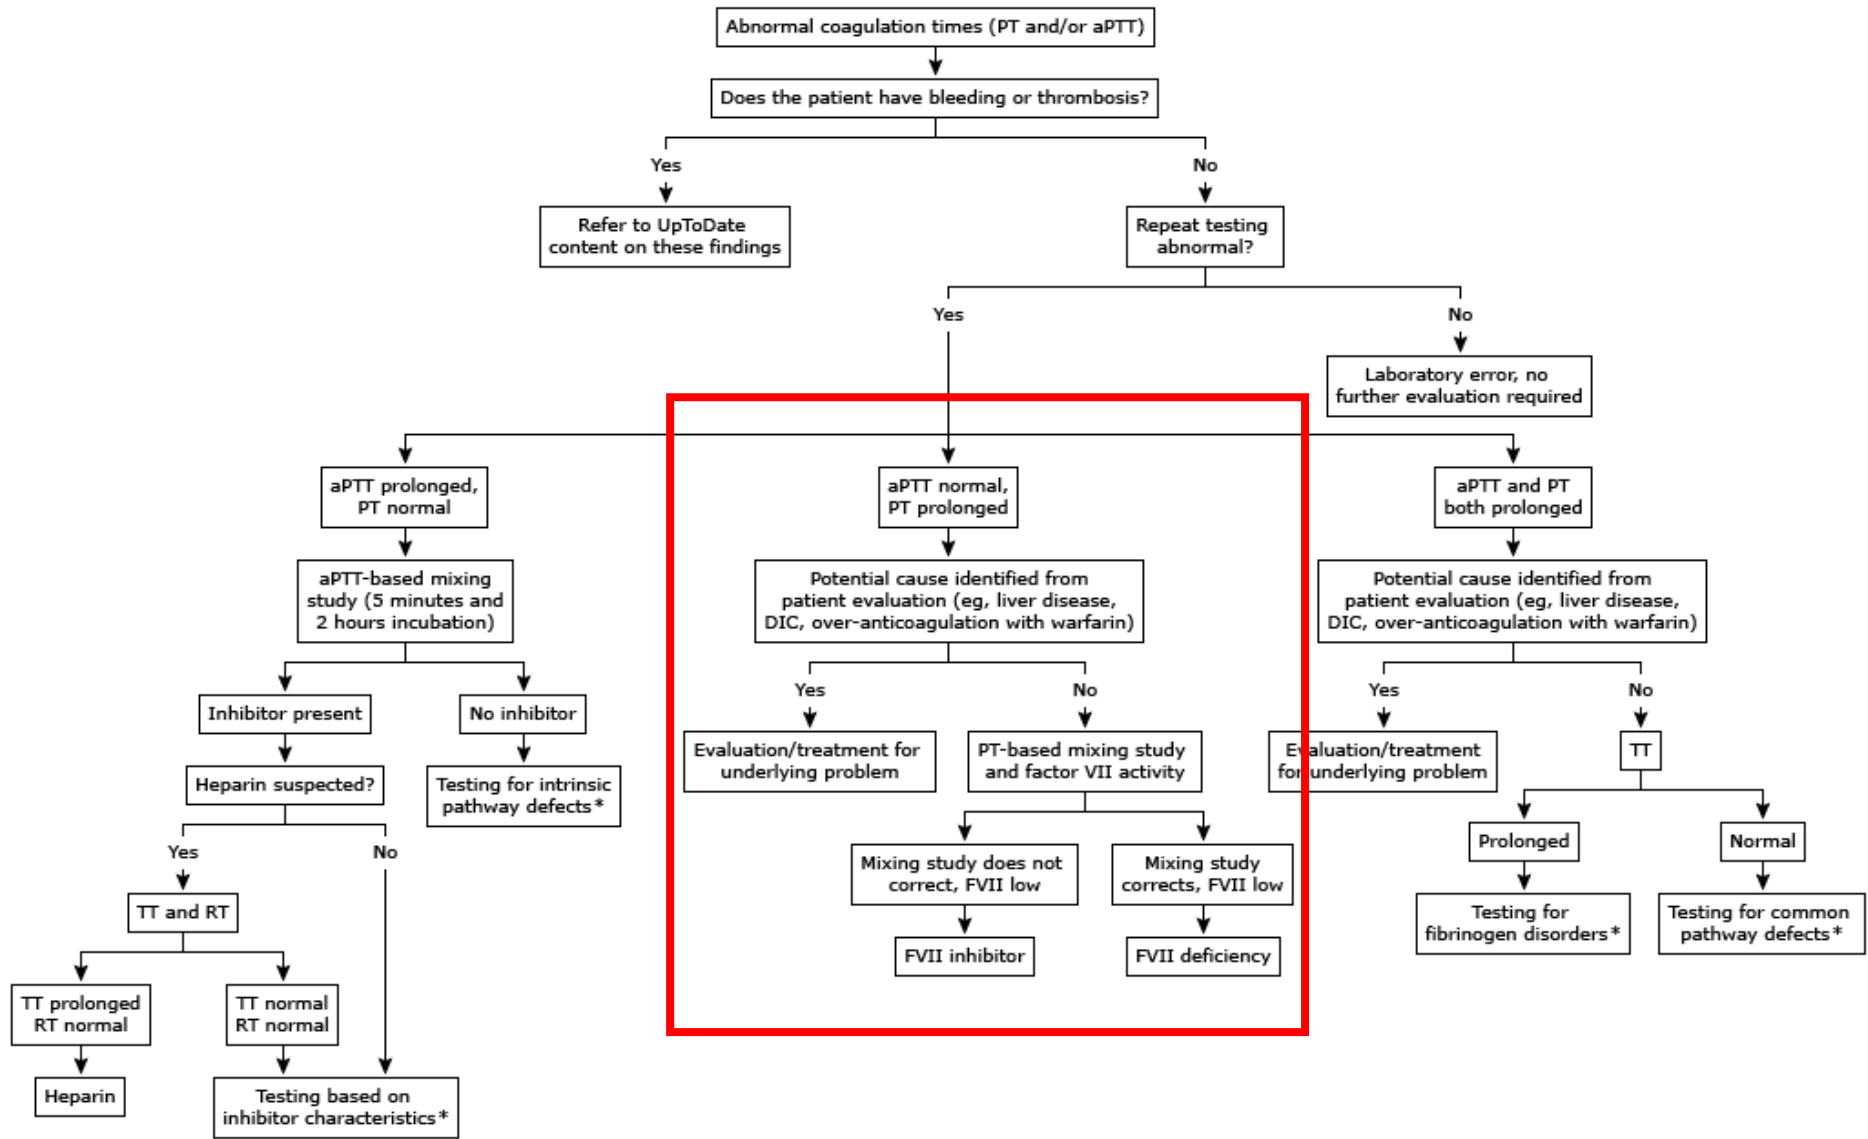 Abnormal coagulation times (PT and/or aPTT)
Does the patient have bleeding or thrombosis?
Yes
No
Refer to UpToDate
content on these findings
Repeat testing
abnormal?
Yes
No
Laboratory error, no
further evaluation required
aPTT prolonged,
PT normal
aPTT-based mixing
study (5 minutes and
2 hours incubation)
Inhibitor present
No inhibitor
Heparin suspected?
Testing for intrinsic
pathway defects*
Yes
No
TT and RT
TT prolonged
RT normal
TT normal
RT normal
Heparin
Testing based on
inhibitor characteristics*
aPTT normal,
PT prolonged
Potential cause identified from
patient evaluation (eg, liver disease,
DIC, over-anticoagulation with warfarin)
Yes
No
Evaluation/treatment for
underlying problem
PT-based mixing study
and factor VII activity
Mixing study does not
correct, FVII low
Mixing study
corrects, FVII low
FVII inhibitor
FVII deficiency
aPTT and PT
both prolonged
Potential cause identified from
patient evaluation (eg, liver disease,
DIC, over-anticoagulation with warfarin)
Yes
No
Evaluation/treatment
for underlying problem
TT
Prolonged
Normal
Testing for
fibrinogen disorders*
Testing for common
pathway defects*